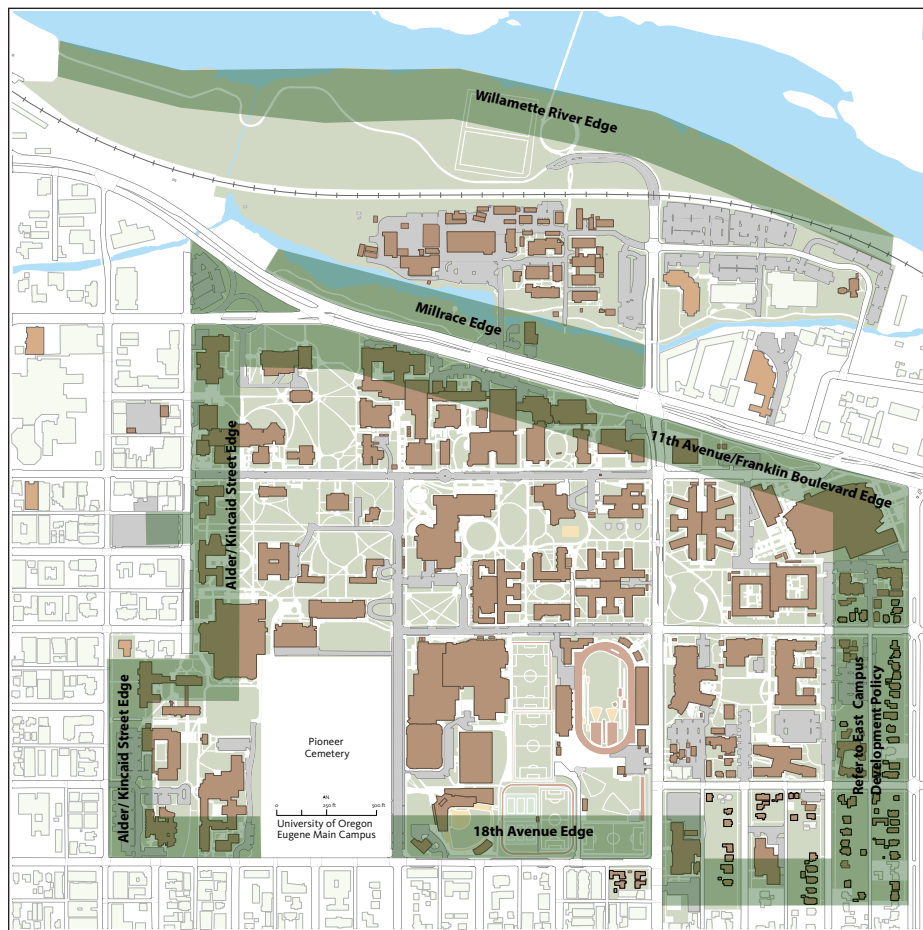 Willamette River Edge
Millrace Edge
11th Avenue/Franklin Boulevard Edge
Alder/ Kincaid Street Edge
Alder/ Kincaid Street Edge
Refer to East Campus
Development Policy
Pioneer
Cemetery
N
0 250 ft 500 ft
University of Oregon
Eugene Main Campus
18th Avenue Edge